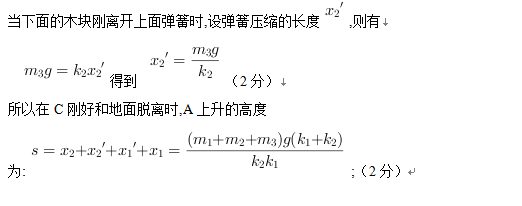 当下面的木块刚离开上面弹簧时,设弹簧压缩的长度 x₂′ ,则有↓
m₃g = k₂x₂′ 得到 x₂′ = m₃g/k₂ （2 分）↓
所以在 C 刚好和地面脱离时,A 上升的高度
为: s = x₂+x₂′+x₁′+x₁ = (m₁+m₂+m₃)g(k₁+k₂)/k₂k₁ ;（2 分）↵